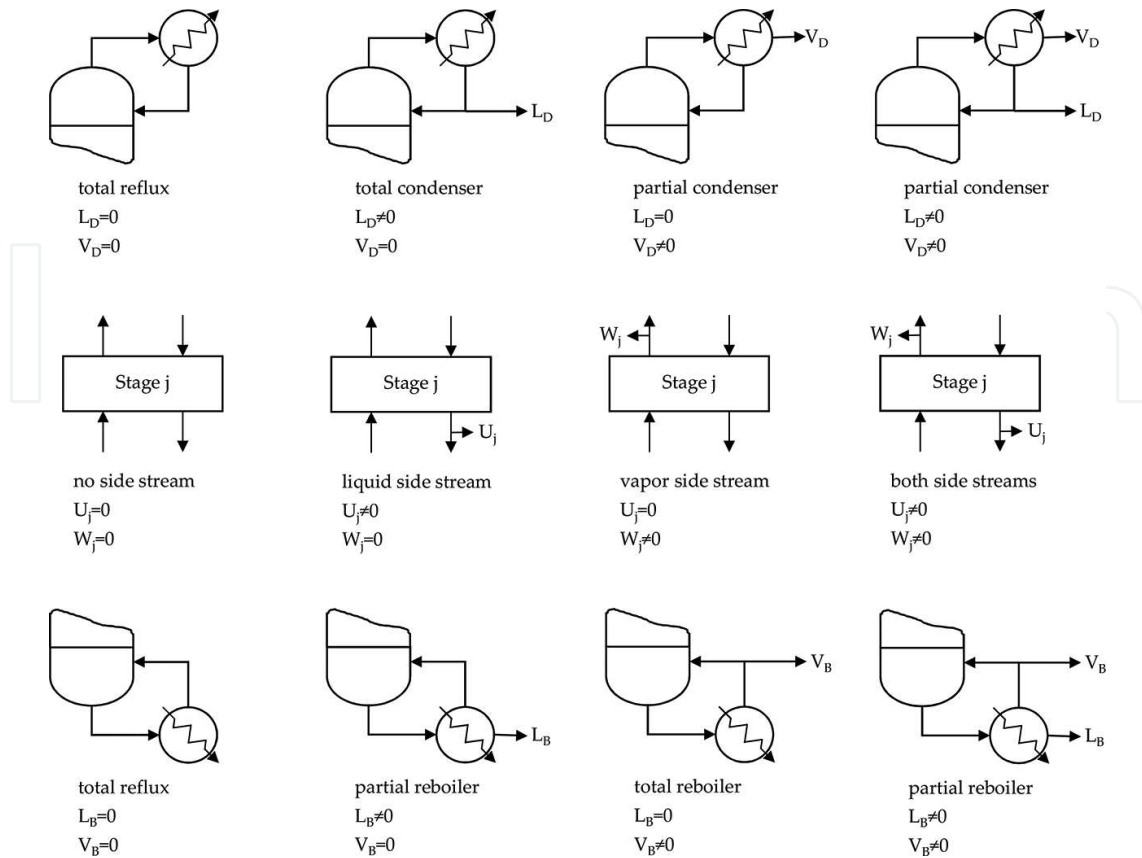 V_D
V_D
L_D
L_D
total reflux
L_D=0
V_D=0
total condenser
L_D≠0
V_D=0
partial condenser
L_D=0
V_D≠0
partial condenser
L_D≠0
V_D≠0
W_j
W_j
Stage j
Stage j
Stage j
Stage j
U_j
U_j
no side stream
U_j=0
W_j=0
liquid side stream
U_j≠0
W_j=0
vapor side stream
U_j=0
W_j≠0
both side streams
U_j≠0
W_j≠0
V_B
V_B
L_B
L_B
total reflux
L_B=0
V_B=0
partial reboiler
L_B≠0
V_B=0
total reboiler
L_B=0
V_B≠0
partial reboiler
L_B≠0
V_B≠0